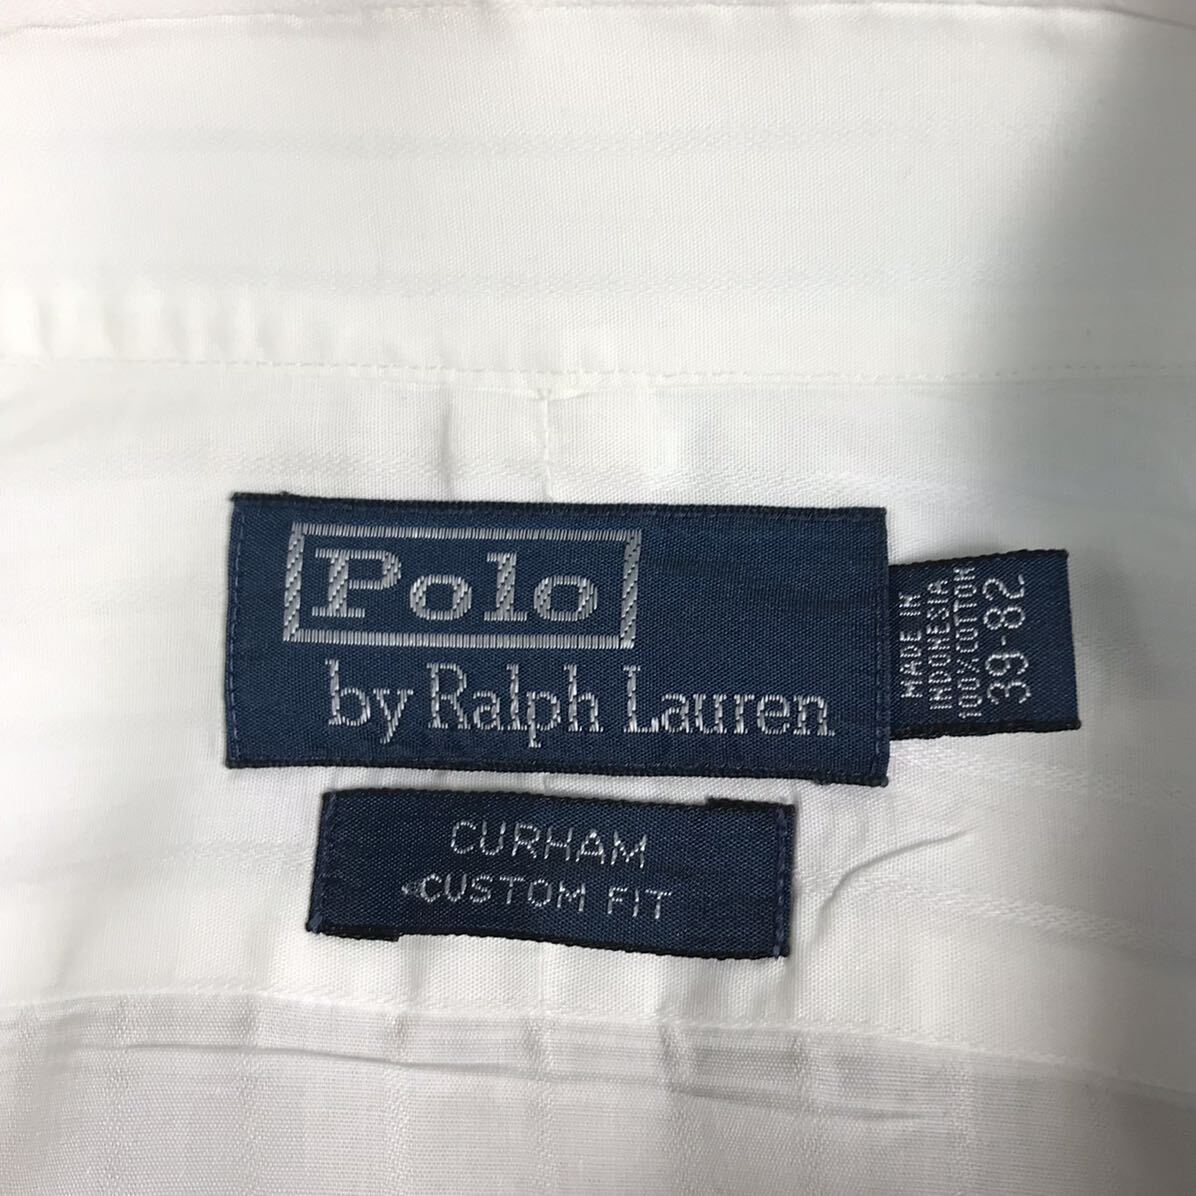 Polo
by Ralph Lauren
MADE IN
INDONESIA
100%COTTON
39-82
CURHAM
CUSTOM FIT